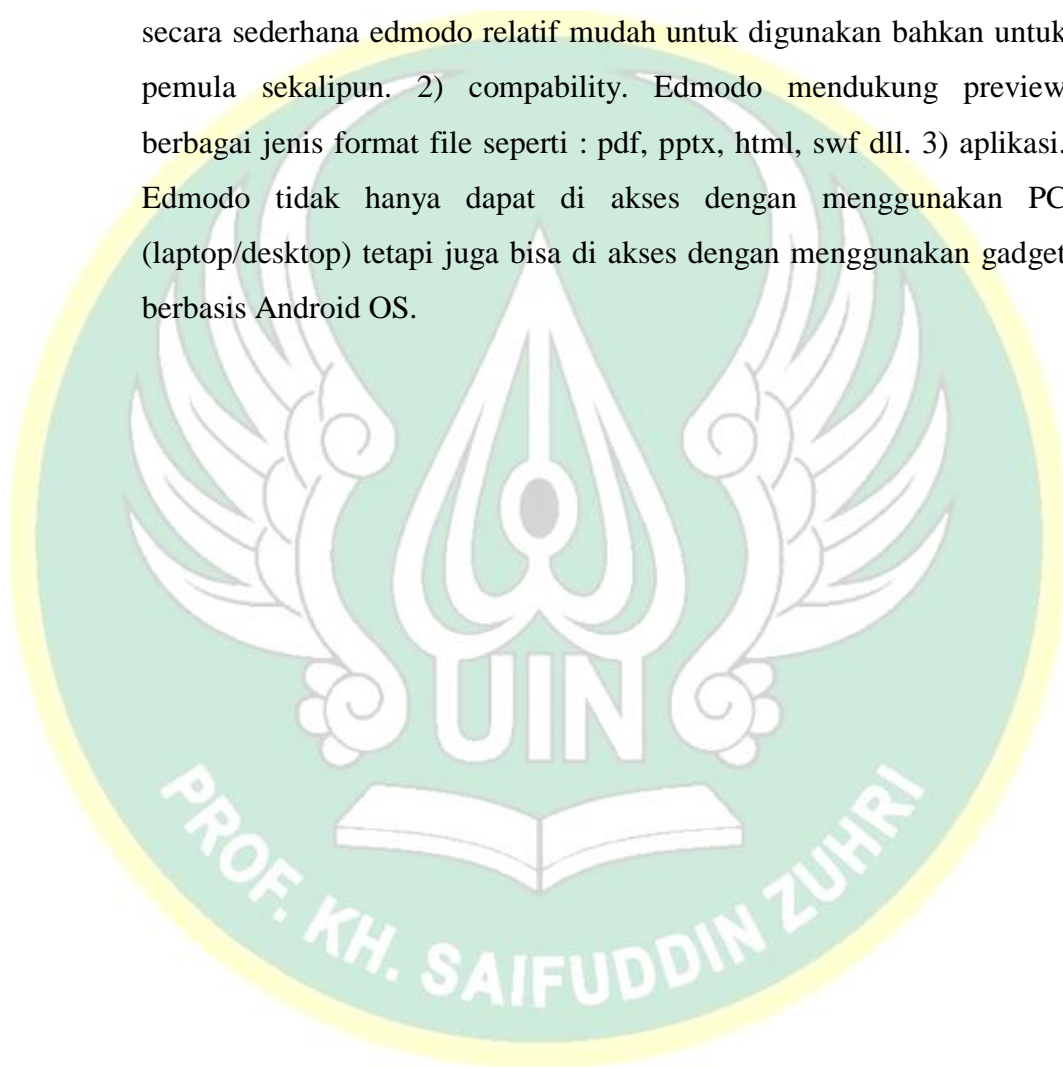 secara sederhana edmodo relatif mudah untuk digunakan bahkan untuk
pemula sekalipun. 2) compability. Edmodo mendukung preview
berbagai jenis format file seperti : pdf, pptx, html, swf dll. 3) aplikasi.
Edmodo tidak hanya dapat di akses dengan menggunakan PC
(laptop/desktop) tetapi juga bisa di akses dengan menggunakan gadget
berbasis Android OS.
UIN
PROF. KH. SAIFUDDIN ZUHRI